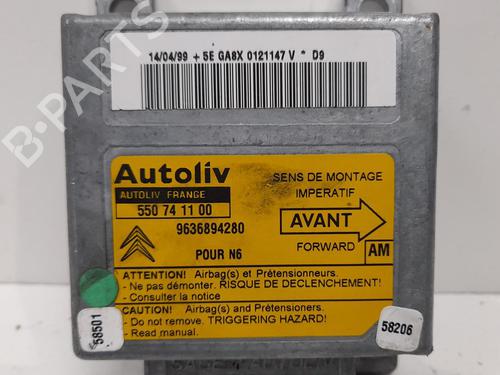 14/04/99 + 5E GA8X 0121147 V * D9
B-PARTS
Autoliv
AUTOLIV FRANCE
550 74 11 00
9636894280
POUR N6
SENS DE MONTAGE
IMPERATIF
AVANT
FORWARD
AM
ATTENTION! Airbag(s) et Prétensionneurs.
- Ne pas démonter. RISQUE DE DECLENCHEMENT!
- Consulter la notice
CAUTION! Airbag(s) and Pretensioners.
- Do not remove. TRIGGERING HAZARD!
- Read manual.
58501
58206